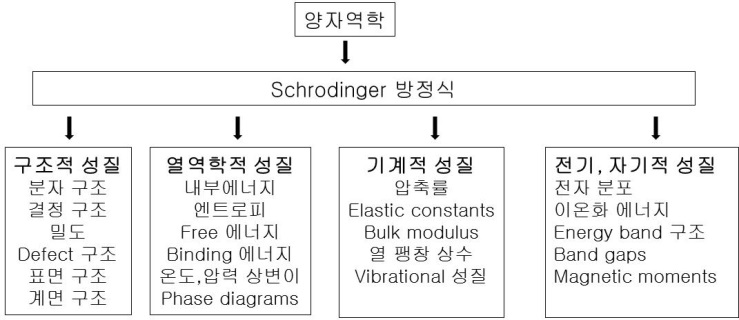 양자역학
Schrodinger 방정식
구조적 성질
분자 구조
결정 구조
밀도
Defect 구조
표면 구조
계면 구조
열역학적 성질
내부에너지
엔트로피
Free 에너지
Binding 에너지
온도,압력 상변이
Phase diagrams
기계적 성질
압축률
Elastic constants
Bulk modulus
열 팽창 상수
Vibrational 성질
전기, 자기적 성질
전자 분포
이온화 에너지
Energy band 구조
Band gaps
Magnetic moments